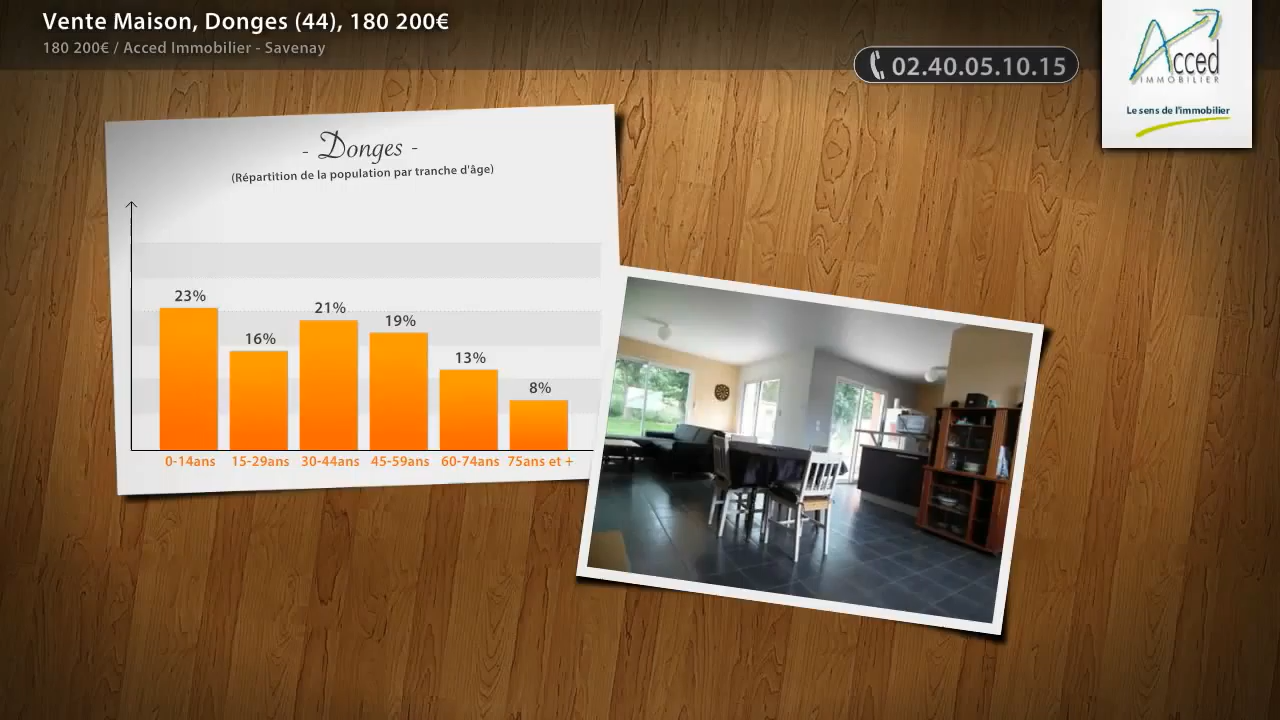 Vente Maison, Donges (44), 180 200€
180 200€ / Acced Immobilier - Savenay
02.40.05.10.15
Acced
IMMOBILIER
Le sens de l'immobilier
- Donges -
(Répartition de la population par tranche d'âge)
23%
16%
21%
19%
13%
8%
0-14ans
15-29ans
30-44ans
45-59ans
60-74ans
75ans et +